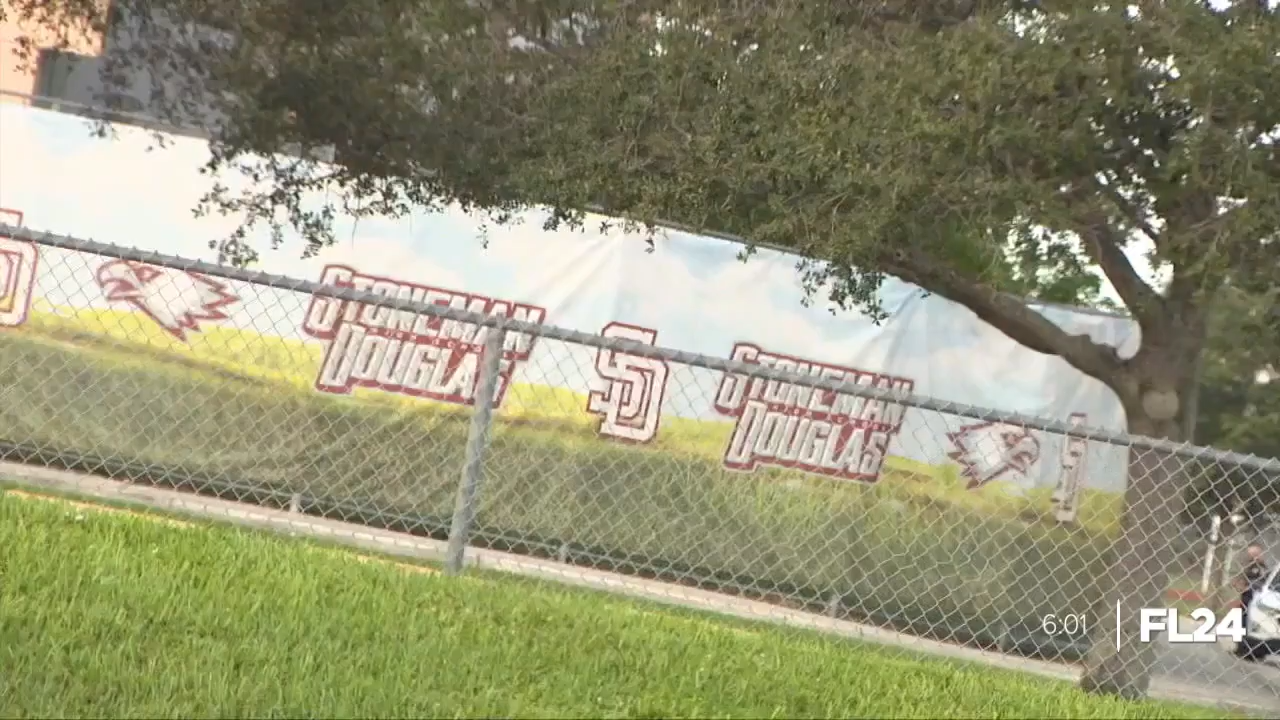 STONEMAN
DOUGLAS
SD
STONEMAN
DOUGLAS
6:01 | FL24